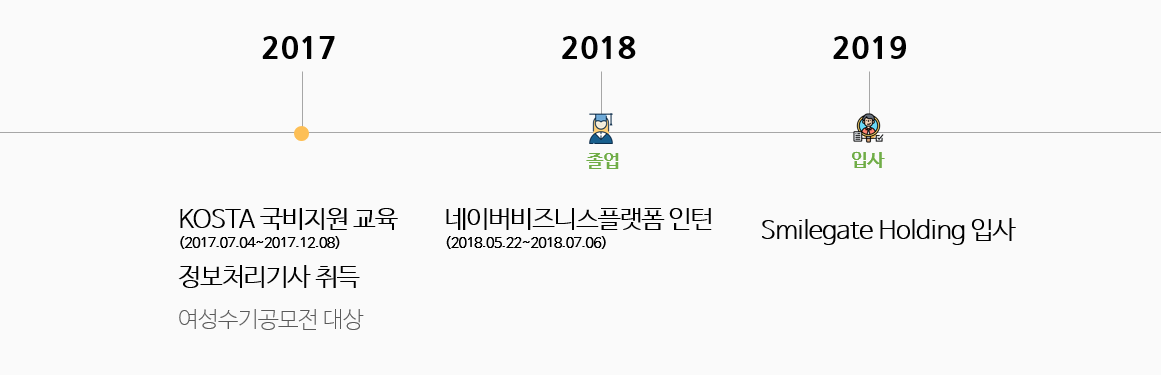 2017
2018
2019
졸업
입사
KOSTA 국비지원 교육
(2017.07.04~2017.12.08)
정보처리기사 취득
여성수기공모전 대상
네이버비즈니스플랫폼 인턴
(2018.05.22~2018.07.06)
Smilegate Holding 입사